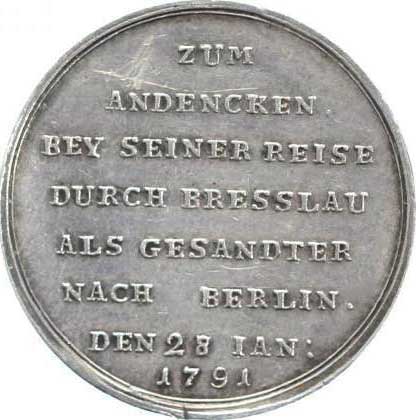 ZUM
ANDENCKEN
BEY SEINER REISE
DURCH BRESSLAU
ALS GESANDTER
NACH BERLIN.
DEN 28 IAN:
1791